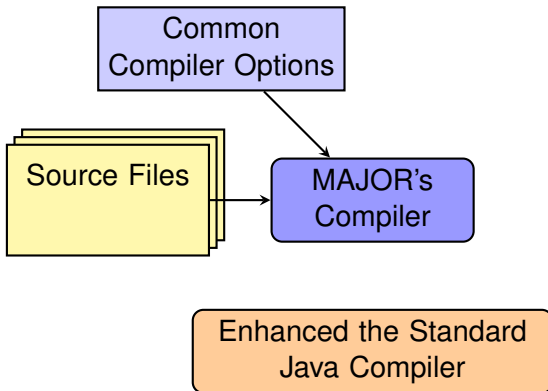 Common
Compiler Options
Source Files
MAJOR's
Compiler
Enhanced the Standard
Java Compiler